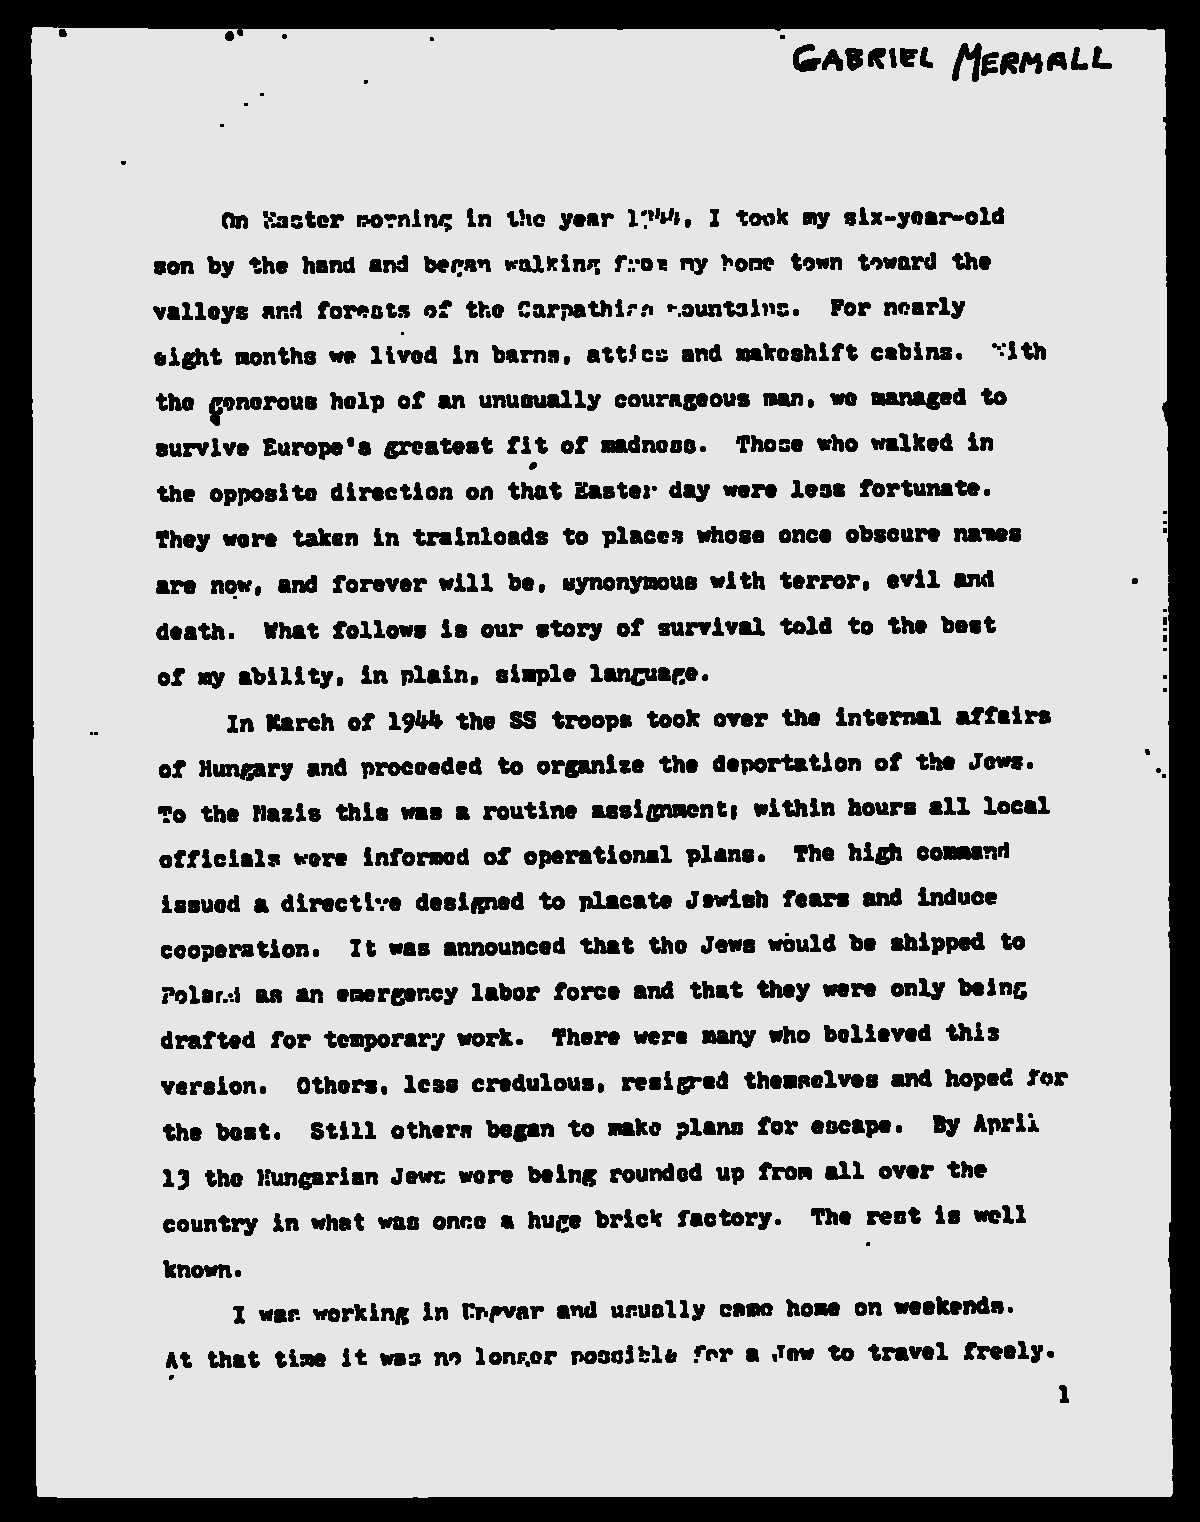 GABRIEL MERMALL
On Easter morning in the year 1944, I took my six-year-old
son by the hand and began walking from my home town toward the
valleys and forests of the Carpathian mountains. For nearly
eight months we lived in barns, attics and makeshift cabins. With
the generous help of an unusually courageous man, we managed to
survive Europe's greatest fit of madness. Those who walked in
the opposite direction on that Easter day were less fortunate.
They were taken in trainloads to places whose once obscure names
are now, and forever will be, synonymous with terror, evil and
death. What follows is our story of survival told to the best
of my ability, in plain, simple language.
In March of 1944 the SS troops took over the internal affairs
of Hungary and proceeded to organize the deportation of the Jews.
To the Nazis this was a routine assignment; within hours all local
officials were informed of operational plans. The high command
issued a directive designed to placate Jewish fears and induce
cooperation. It was announced that the Jews would be shipped to
Poland as an emergency labor force and that they were only being
drafted for temporary work. There were many who believed this
version. Others, less credulous, resigned themselves and hoped for
the best. Still others began to make plans for escape. By April
13 the Hungarian Jews were being rounded up from all over the
country in what was once a huge brick factory. The rest is well
known.
I was working in Ungvar and usually came home on weekends.
At that time it was no longer possible for a Jew to travel freely.
1